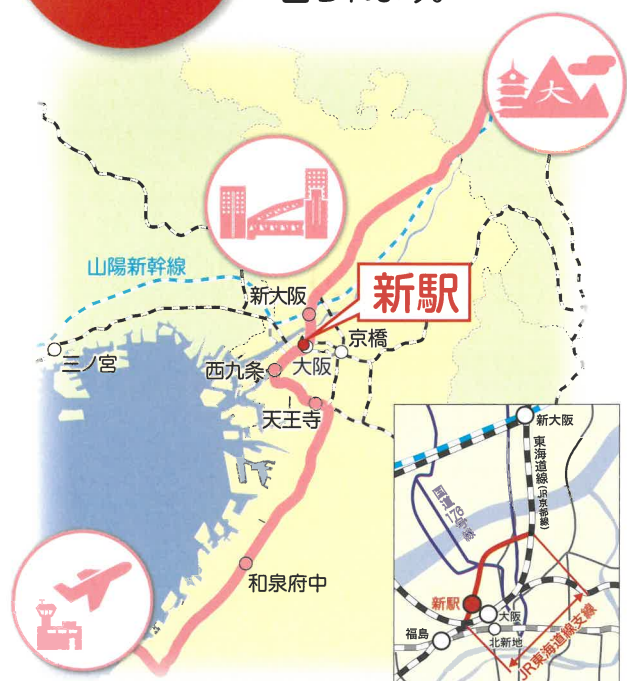 大
山陽新幹線
新大阪
新駅
京橋
三ノ宮
西九条
大阪
天王寺
和泉府中
新大阪
東海道線(JR京都線)
国道176号線
新駅
大阪
福島
北新地
JR東海道線支線